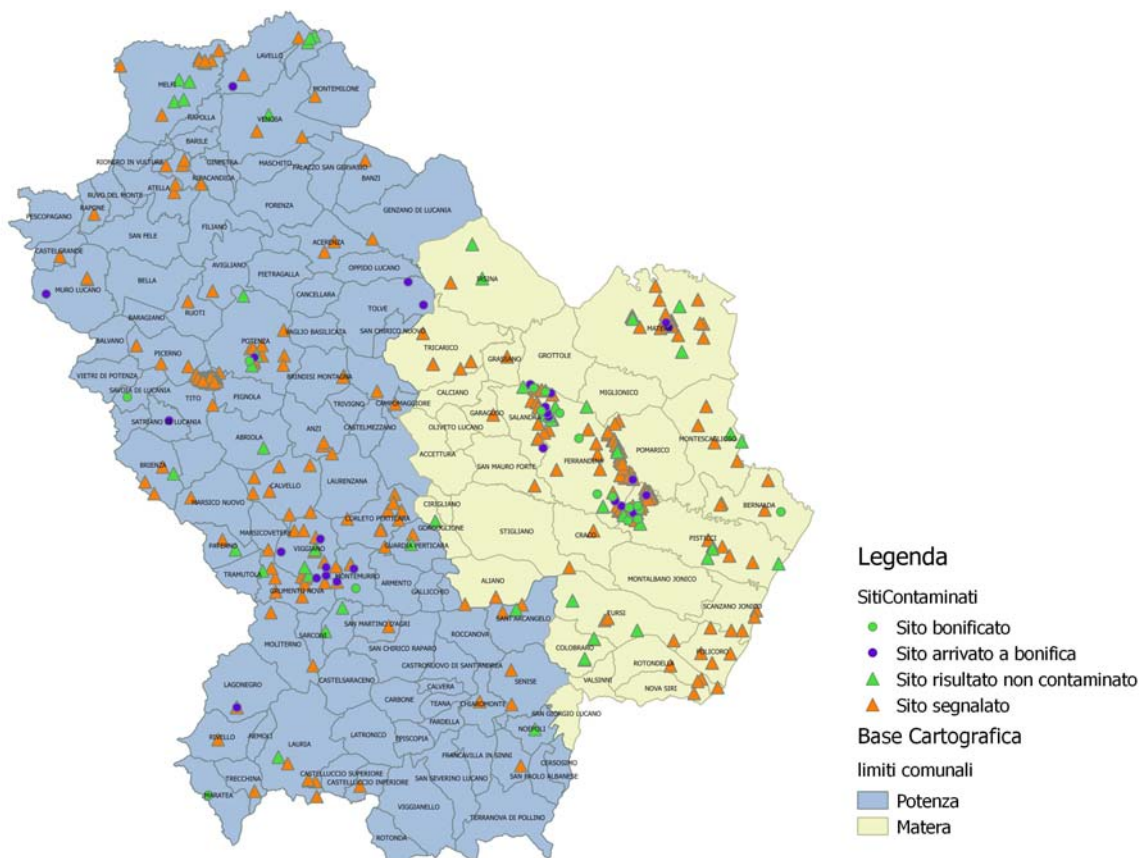 LAVELLO
MELFI
MONTEMILONE
RAPOLLA
VENOSA
BARILE
RIONERO IN VULTURE
GINESTRA
MASCHITO
PALAZZO SAN GERVASIO
BANZI
RIPACANDIDA
ATELLA
RUVO DEL MONTE
RAPONE
FORENZA
GENZANO DI LUCANIA
PESCOPAGANO
SAN FELE
FILIANO
ACERENZA
CASTELGRANDE
AVIGLIANO
OPPIDO LUCANO
BELLA
PIETRAGALLA
IRSINA
MURO LUCANO
CANCELLARA
TOLVE
BARAGIANO
RUOTI
SAN CHIRICO NUOVO
BALVANO
POTENZA
VAGLIO BASILICATA
TRICARICO
GRASSANO
GROTTOLE
PICERNO
VIETRI DI POTENZA
BRINDISI MONTAGNA
CALCIANO
MIGLIONICO
SAVOIA DI LUCANIA
TITO
PIGNOLA
TRIVIGNO
CAMPOMAGGIORE
GARAGUSO
SALANDRA
SATRIANO DI LUCANIA
ANZI
CASTELMEZZANO
OLIVETO LUCANO
ABRIOLA
POMARICO
MONTESCAGLIOSO
ACCETTURA
BRIENZA
SAN MAURO FORTE
FERRANDINA
LAURENZANA
CALVELLO
MARSICO NUOVO
CIRIGLIANO
BERNALDA
STIGLIANO
CORLETO PERTICARA
GORGOGLIONE
MARSICOVETERE
CRACO
PISTICCI
PATERNO
VIGGIANO
GUARDIA PERTICARA
TRAMUTOLA
MONTEMURRO
ARMENTO
ALIANO
MONTALBANO JONICO
GRUMENTO NOVA
GALLICCHIO
SCANZANO JONICO
SAN MARTINO D'AGRI
SANT'ARCANGELO
TURSI
SARCONI
ROCCANOVA
MOLITERNO
SAN CHIRICO RAPARO
COLOBRARO
POLICORO
CASTELSARACENO
CASTRONUOVO DI SANT'ANDREA
ROTONDELLA
LAGONEGRO
SENISE
VALSINNI
CALVERA
NOVA SIRI
CARBONE
TEANA
CHIAROMONTE
FARDELLA
SAN GIORGIO LUCANO
RIVELLO
NEMOLI
LATRONICO
EPISCOPIA
NOEPOLI
LAURIA
FRANCAVILLA IN SINNI
CERSOSIMO
TRECCHINA
CASTELLUCCIO SUPERIORE
CASTELLUCCIO INFERIORE
SAN SEVERINO LUCANO
SAN PAOLO ALBANESE
MARATEA
VIGGIANELLO
TERRANOVA DI POLLINO
ROTONDA
Legenda
SitiContaminati
Sito bonificato
Sito arrivato a bonifica
Sito risultato non contaminato
Sito segnalato
Base Cartografica
limiti comunali
Potenza
Matera